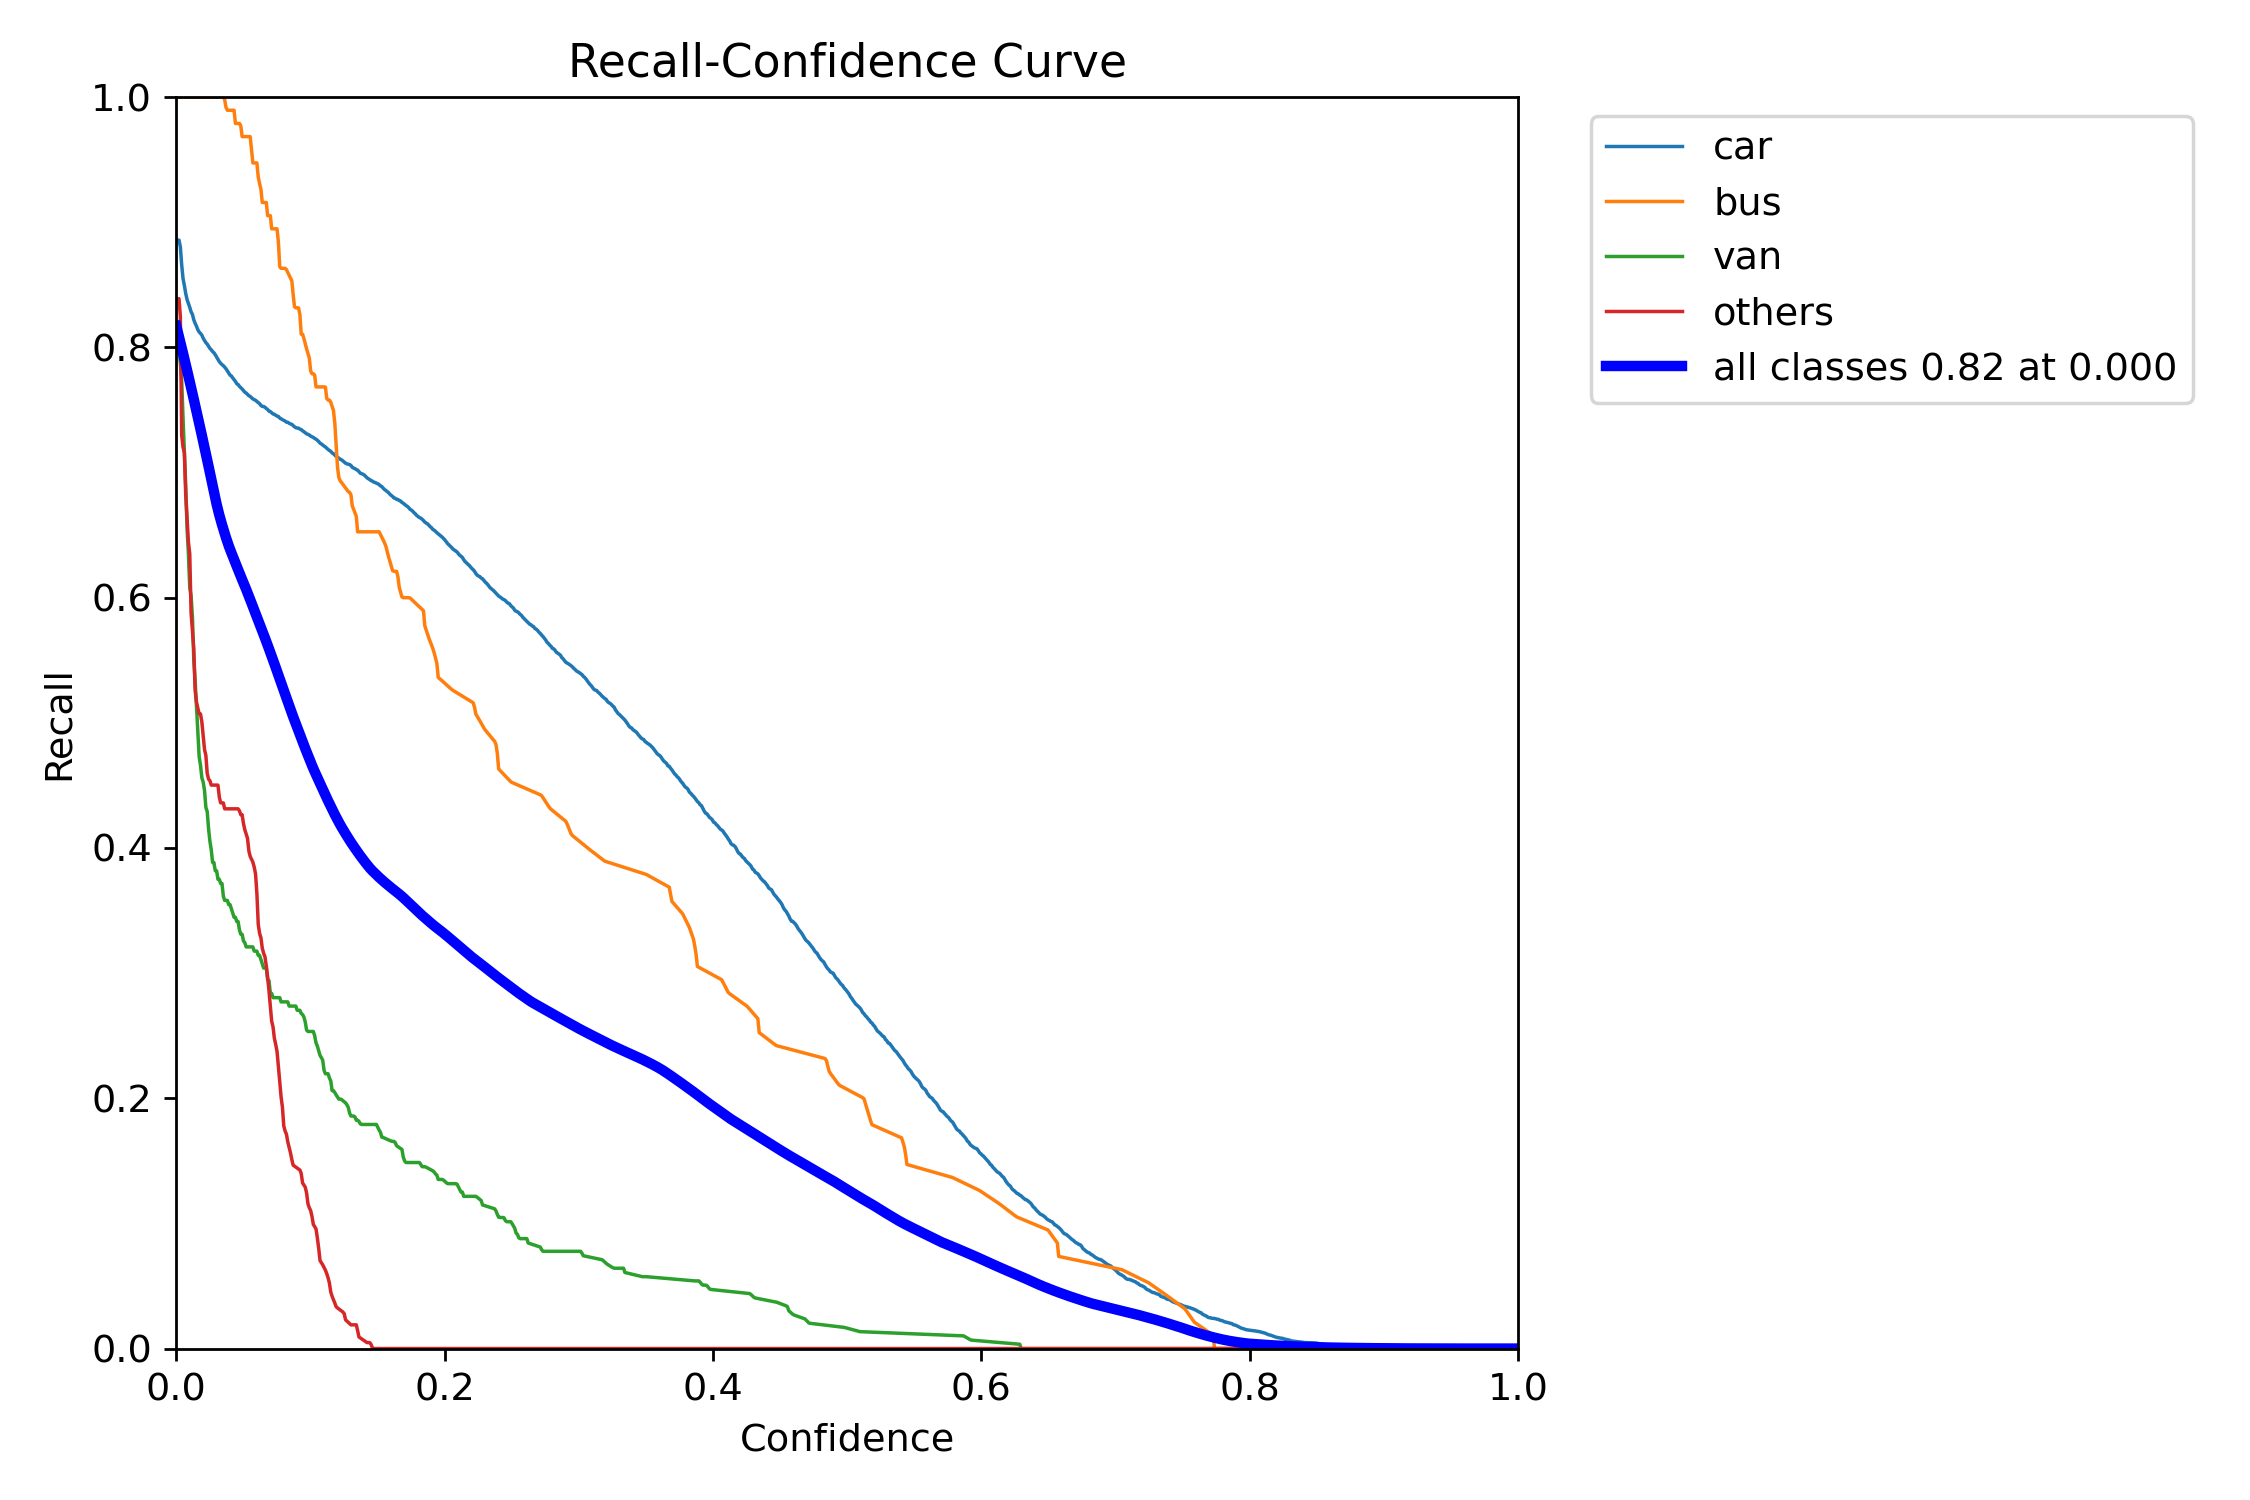 Recall-Confidence Curve
1.0
0.8
0.6
0.4
0.2
0.0
Recall
0.0 0.2 0.4 0.6 0.8 1.0
Confidence
car
bus
van
others
all classes 0.82 at 0.000